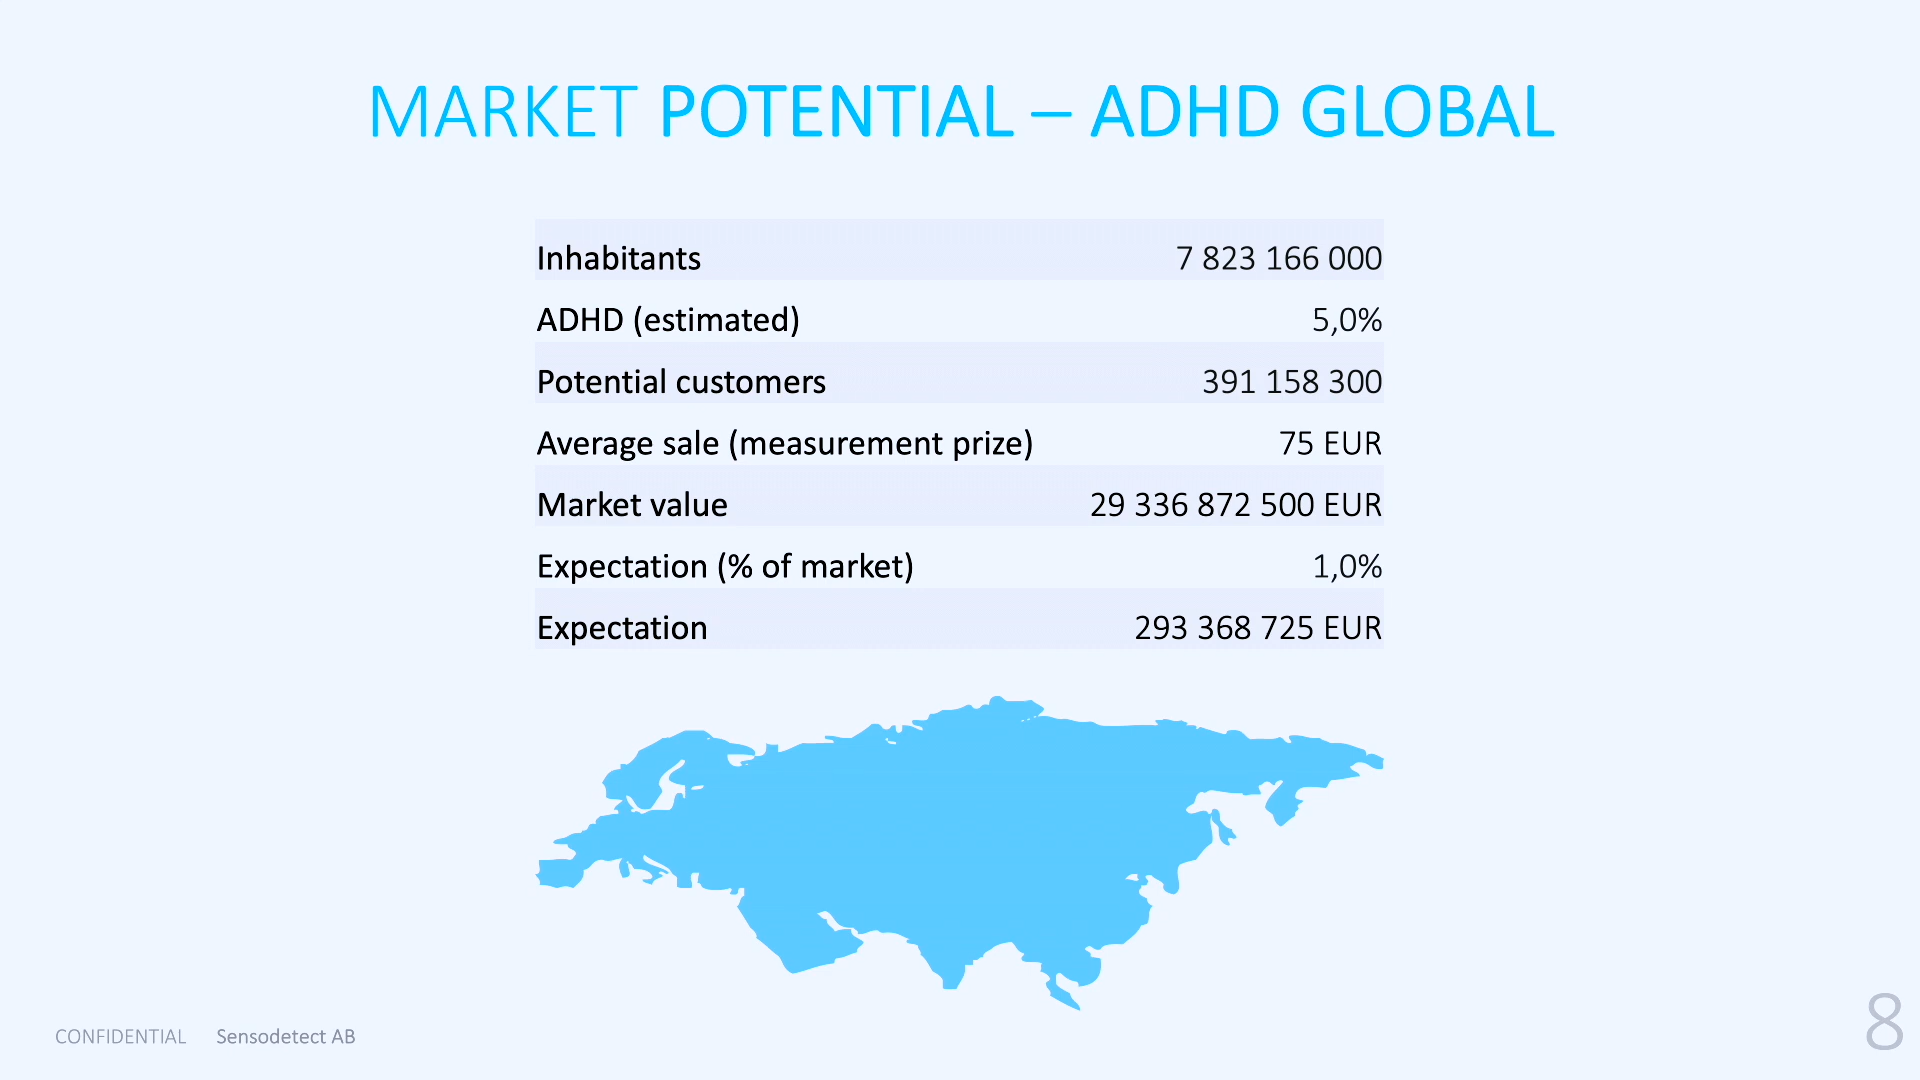 MARKET POTENTIAL – ADHD GLOBAL
Inhabitants 7 823 166 000
ADHD (estimated) 5,0%
Potential customers 391 158 300
Average sale (measurement prize) 75 EUR
Market value 29 336 872 500 EUR
Expectation (% of market) 1,0%
Expectation 293 368 725 EUR
CONFIDENTIAL Sensodetect AB 8